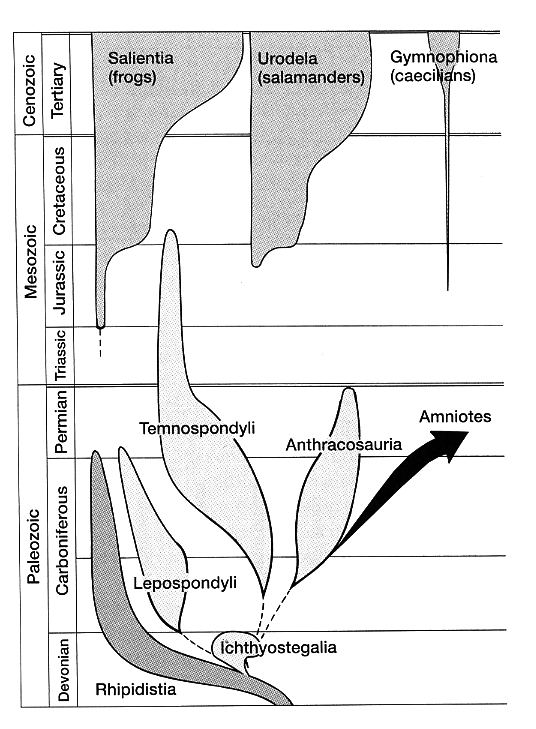 Cenozoic
Tertiary
Salientia
(frogs)
Urodela
(salamanders)
Gymnophiona
(caecilians)
Mesozoic
Cretaceous
Jurassic
Triassic
Paleozoic
Permian
Temnospondyli
Anthracosauria
Amniotes
Carboniferous
Lepospondyli
Devonian
Ichthyostegalia
Rhipidistia